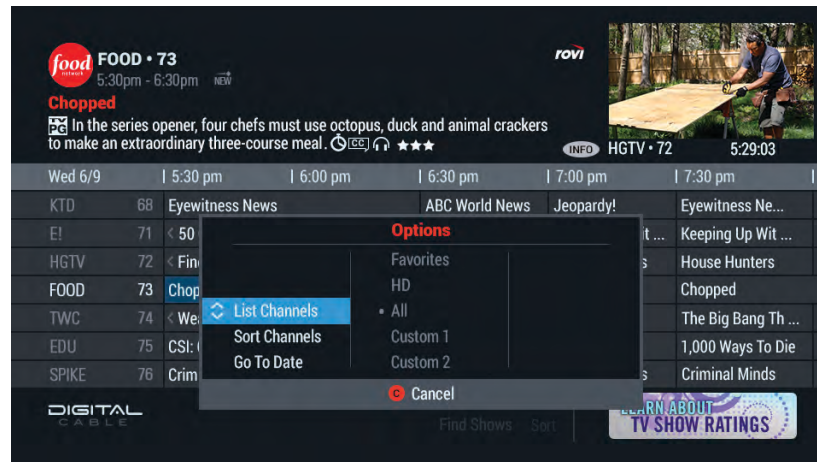 food
network
FOOD • 73
5:30pm - 6:30pm NEW
Chopped
TV PG In the series opener, four chefs must use octopus, duck and animal crackers
to make an extraordinary three-course meal. CC ★★★
rovi
INFO HGTV • 72 5:29:03
Wed 6/9 5:30 pm 6:00 pm 6:30 pm 7:00 pm 7:30 pm
KTD 68 Eyewitness News ABC World News Jeopardy! Eyewitness Ne...
E! 71 < 50 it ... Keeping Up Wit ...
HGTV 72 < Fin s House Hunters
FOOD 73 Chop Chopped
TWC 74 < Wea The Big Bang Th ...
EDU 75 CSI: 1,000 Ways To Die
SPIKE 76 Crim s Criminal Minds
Options
Favorites
HD
List Channels • All
Sort Channels Custom 1
Go To Date Custom 2
C Cancel
DIGITAL
CABLE
Find Shows Sort
LEARN ABOUT
TV SHOW RATINGS